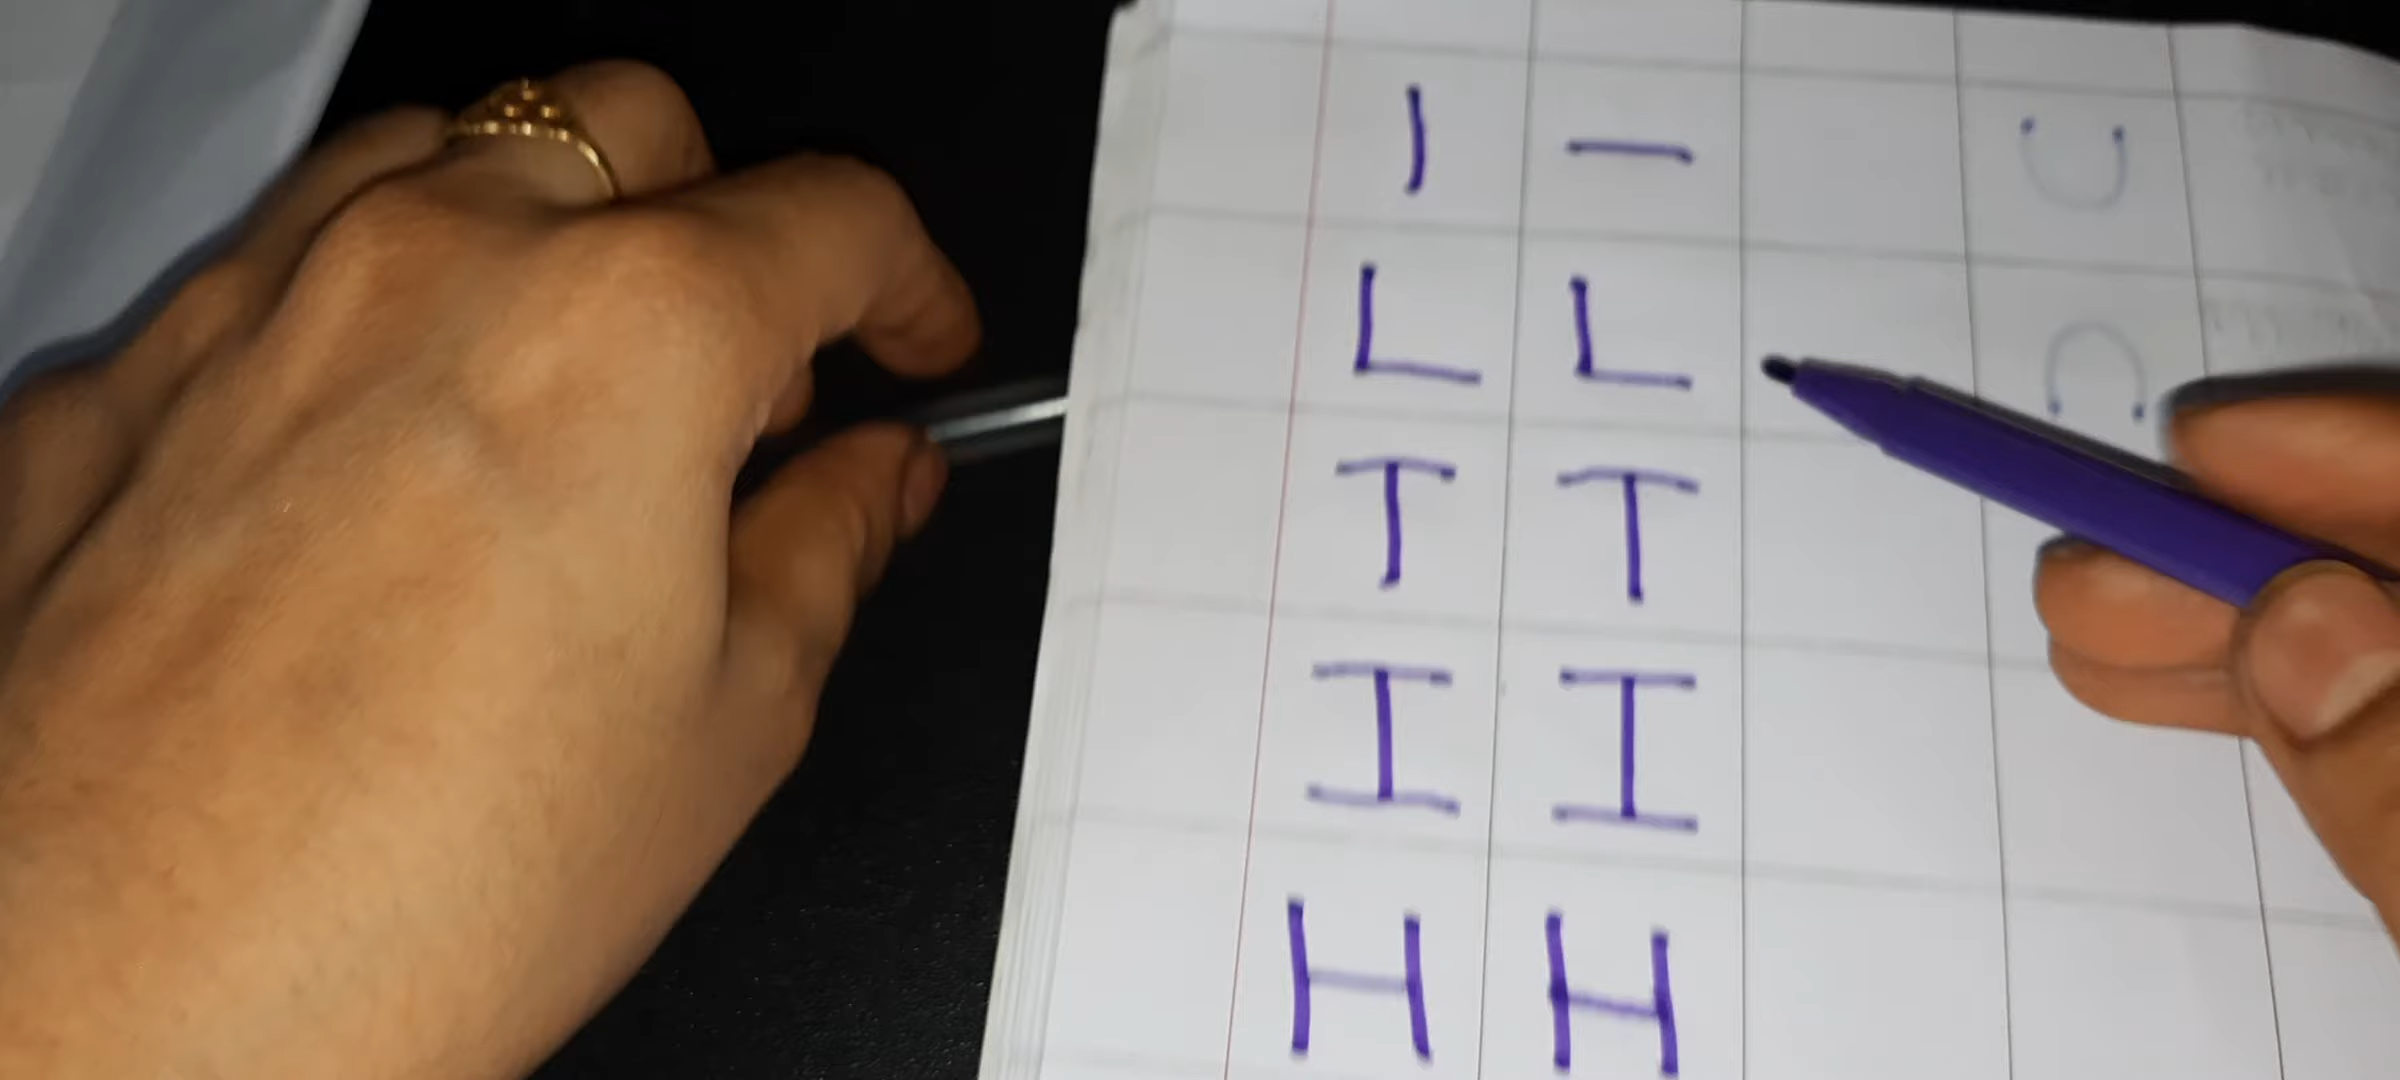 | —
L L
T T
I I
H H